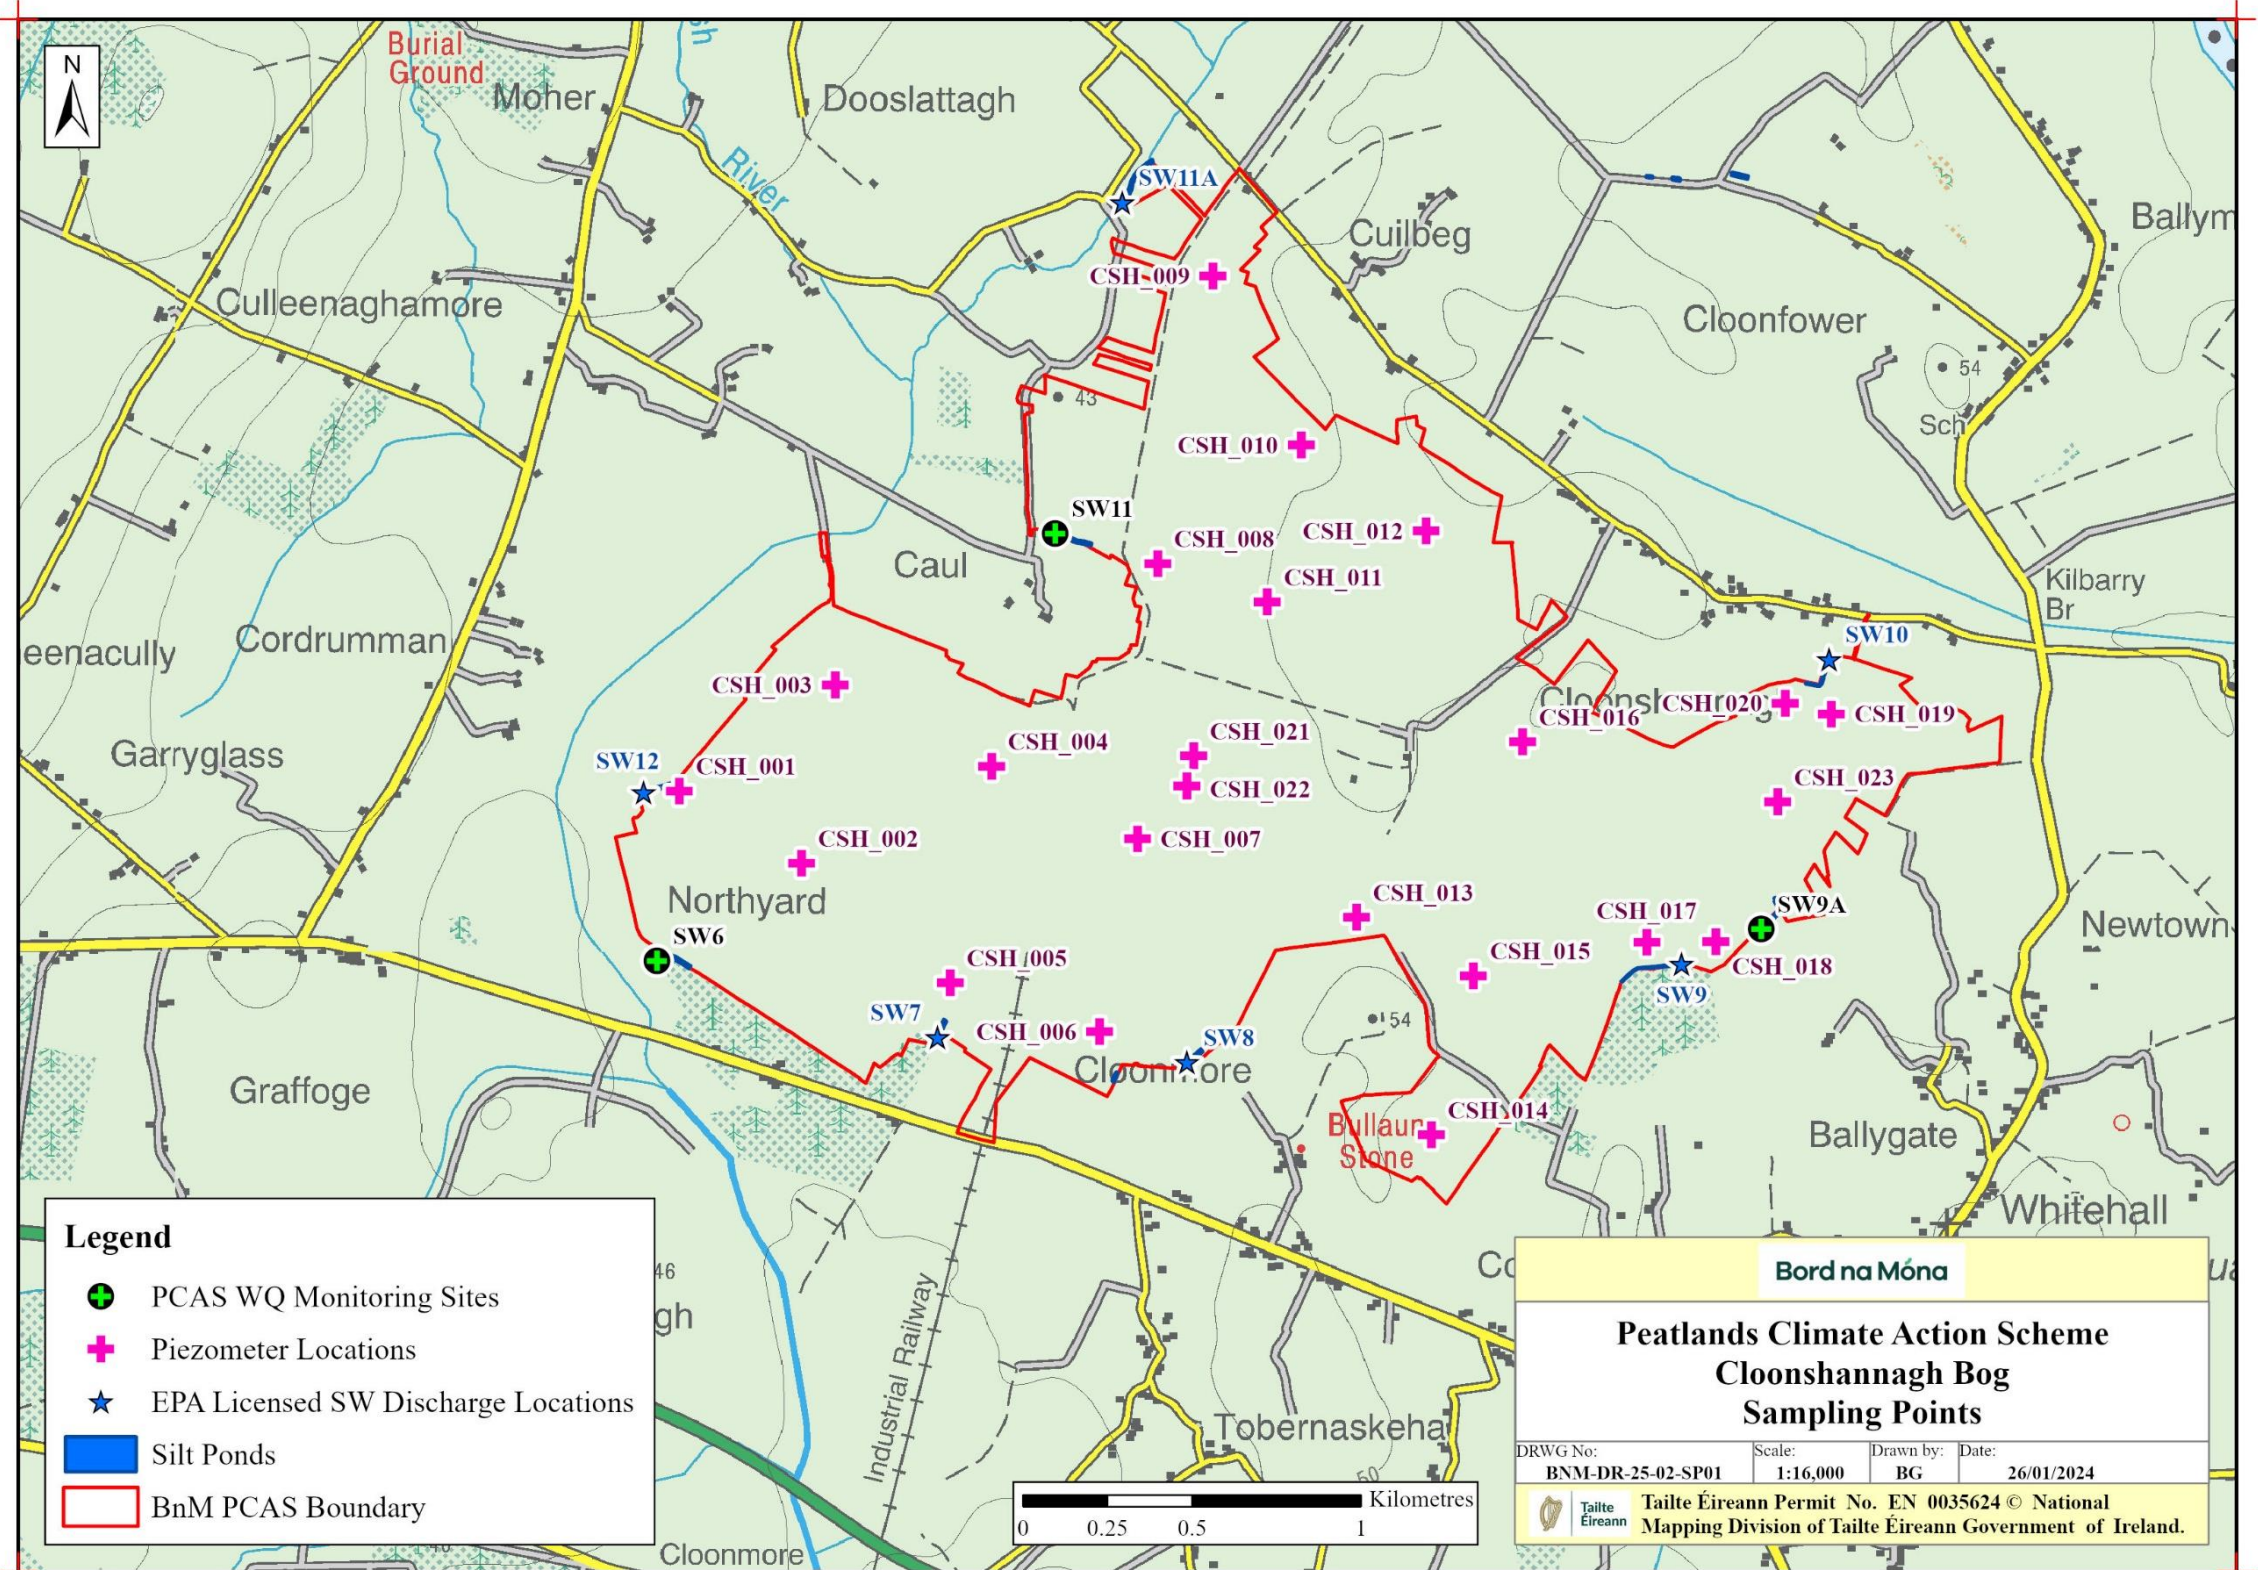 N
Burial
Ground
Moher
Dooslattagh
River
SW11A
Cuilbeg
Ballym
CSH_009
Culleenaghamore
Cloonfower
54
43
Sch
CSH_010
SW11
CSH_012
CSH_008
Caul
CSH_011
Kilbarry
Br
eenacully
Cordrumman
SW10
CSH_003
CSH_020
CSH_019
CSH_016
CSH_021
CSH_004
Garryglass
SW12
CSH_001
CSH_022
CSH_023
CSH_002
CSH_007
Northyard
CSH_013
SW9A
CSH_017
Newtown
SW6
CSH_005
CSH_015
CSH_018
SW9
SW7
CSH_006
54
SW8
Cloonmore
Graffoge
CSH_014
Bullaun
Stone
Ballygate
Whitehall
46
gh
Industrial Railway
Tobernaskeha
50
Cloonmore
Legend
PCAS WQ Monitoring Sites
Piezometer Locations
EPA Licensed SW Discharge Locations
Silt Ponds
BnM PCAS Boundary
Kilometres
0 0.25 0.5 1
Bord na Móna
Peatlands Climate Action Scheme
Cloonshannagh Bog
Sampling Points
DRWG No: Scale: Drawn by: Date:
BNM-DR-25-02-SP01 1:16,000 BG 26/01/2024
Tailte
Éireann
Tailte Éireann Permit No. EN 0035624 © National
Mapping Division of Tailte Éireann Government of Ireland.